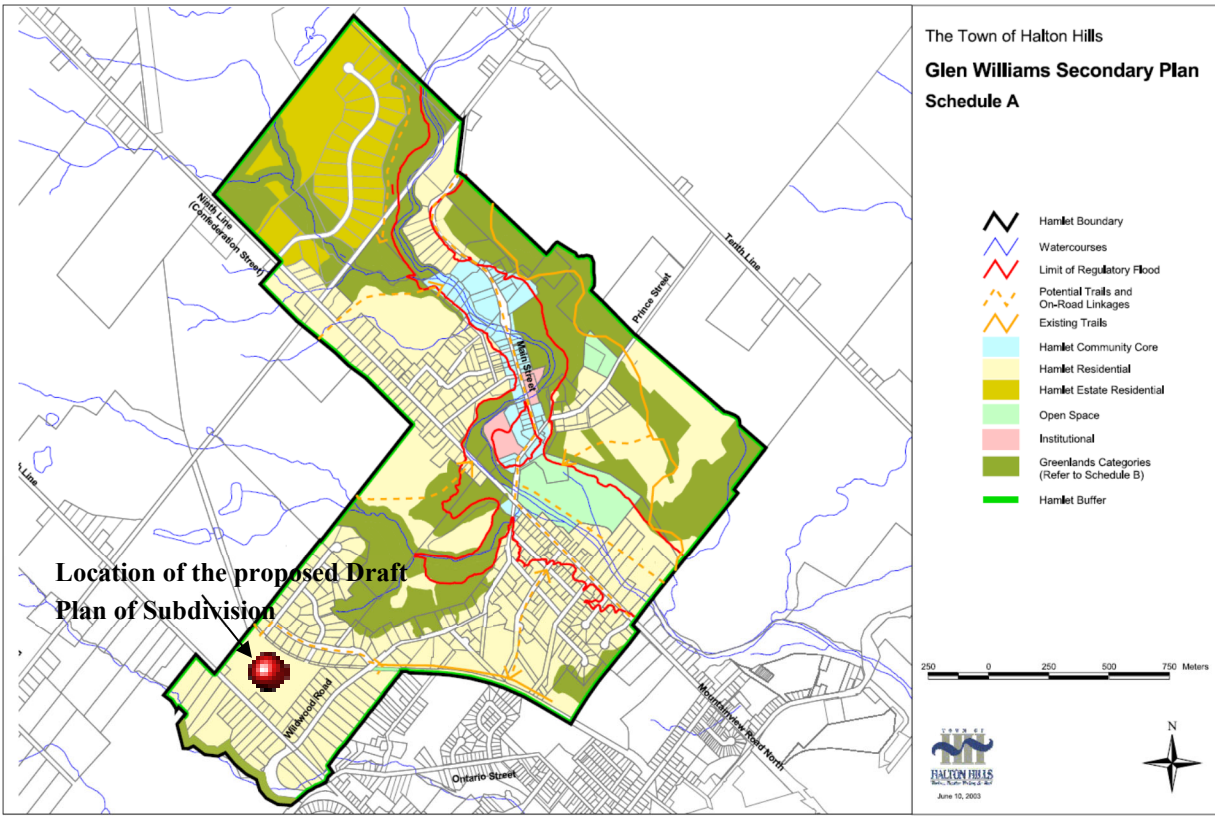 The Town of Halton Hills
Glen Williams Secondary Plan
Schedule A
Hamlet Boundary
Watercourses
Limit of Regulatory Flood
Potential Trails and
On-Road Linkages
Existing Trails
Hamlet Community Core
Hamlet Residential
Hamlet Estate Residential
Open Space
Institutional
Greenlands Categories
(Refer to Schedule B)
Hamlet Buffer
Ninth Line
(Confederation Street)
Tenth Line
Prince Street
Main Street
Line
Location of the proposed Draft
Plan of Subdivision
Wildwood Road
Mountainview Road North
Ontario Street
250 0 250 500 750 Meters
TOWN OF
HALTON HILLS
June 10, 2003
N